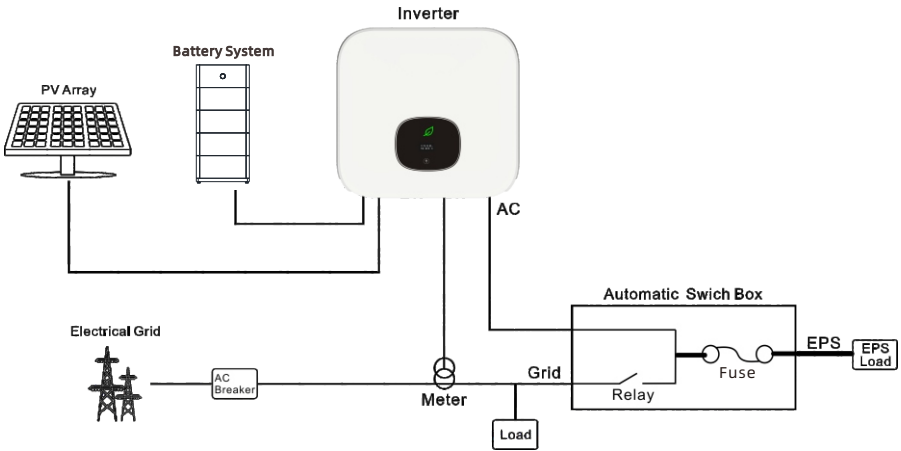 Inverter
Battery System
PV Array
AC
Automatic Swich Box
Electrical Grid
EPS
EPS
Load
Fuse
Grid
AC
Breaker
Relay
Meter
Load